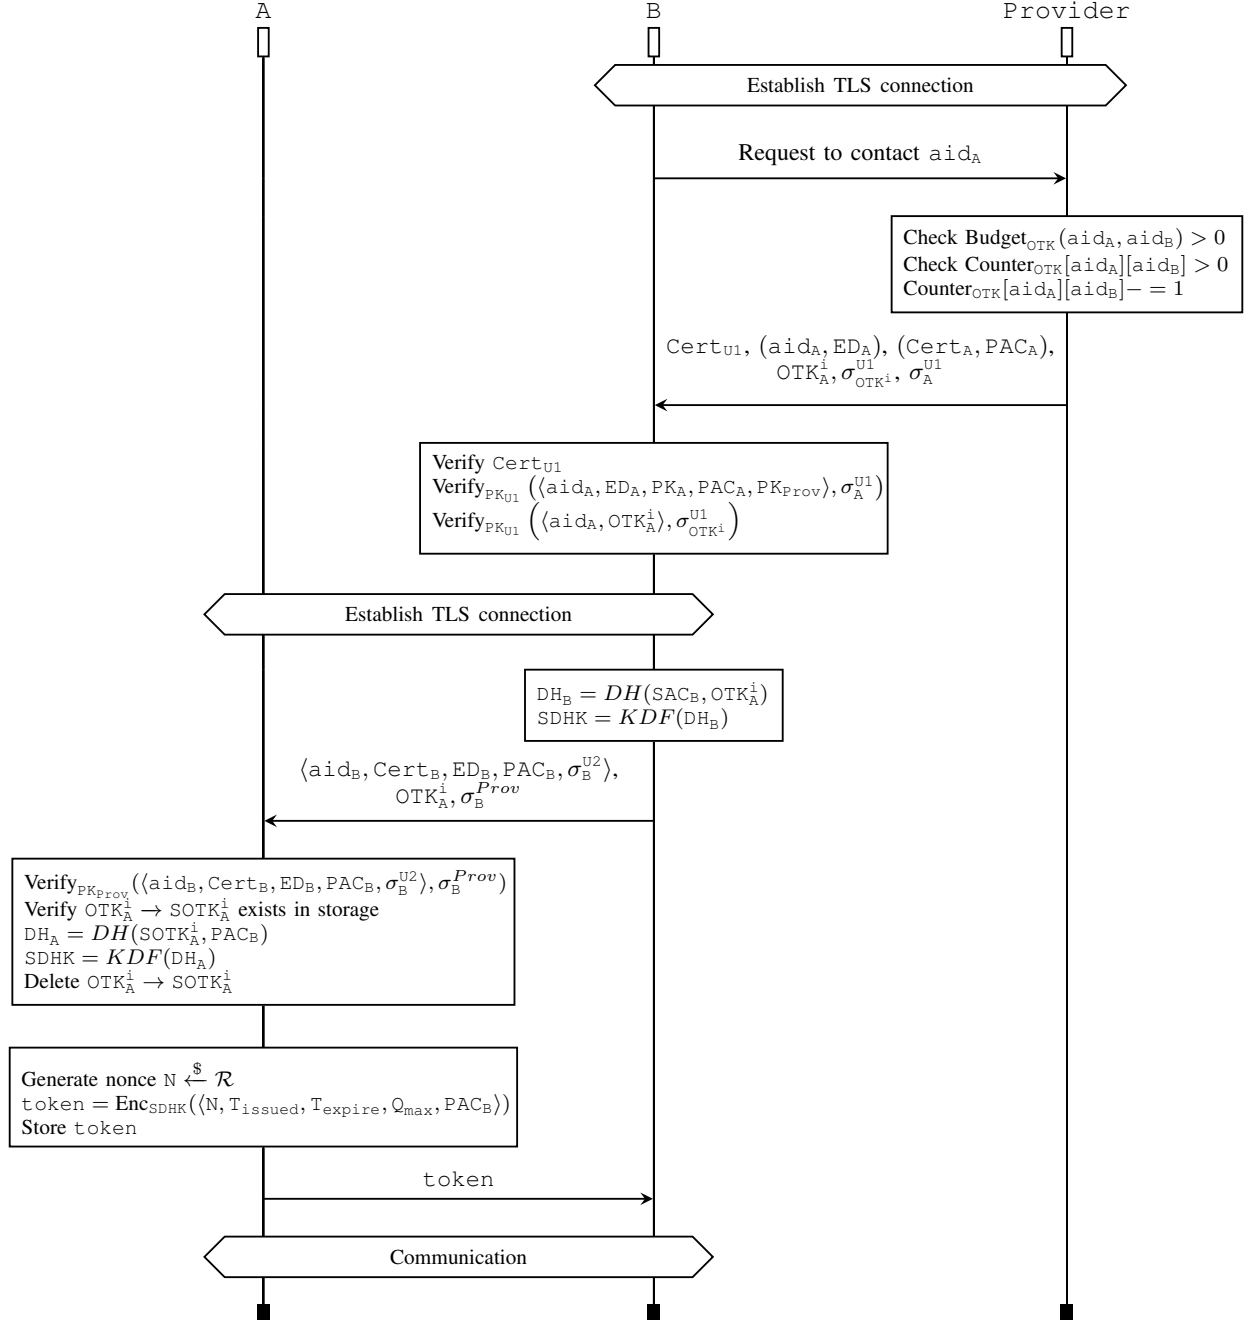 A B Provider
Establish TLS connection
Request to contact aid_A
Check Budget_OTK(aid_A, aid_B) > 0
Check Counter_OTK[aid_A][aid_B] > 0
Counter_OTK[aid_A][aid_B]− = 1
Cert_U1, (aid_A, ED_A), (Cert_A, PAC_A),
OTK_A^i, σ_OTK^i^U1, σ_A^U1
Verify Cert_U1
Verify_PK_U1 (⟨aid_A, ED_A, PK_A, PAC_A, PK_Prov⟩, σ_A^U1)
Verify_PK_U1 (⟨aid_A, OTK_A^i⟩, σ_OTK^i^U1)
Establish TLS connection
DH_B = DH(SAC_B, OTK_A^i)
SDHK = KDF(DH_B)
⟨aid_B, Cert_B, ED_B, PAC_B, σ_B^U2⟩,
OTK_A^i, σ_B^Prov
Verify_PK_Prov(⟨aid_B, Cert_B, ED_B, PAC_B, σ_B^U2⟩, σ_B^Prov)
Verify OTK_A^i → SOTK_A^i exists in storage
DH_A = DH(SOTK_A^i, PAC_B)
SDHK = KDF(DH_A)
Delete OTK_A^i → SOTK_A^i
Generate nonce N ←$ R
token = Enc_SDHK(⟨N, T_issued, T_expire, Q_max, PAC_B⟩)
Store token
token
Communication